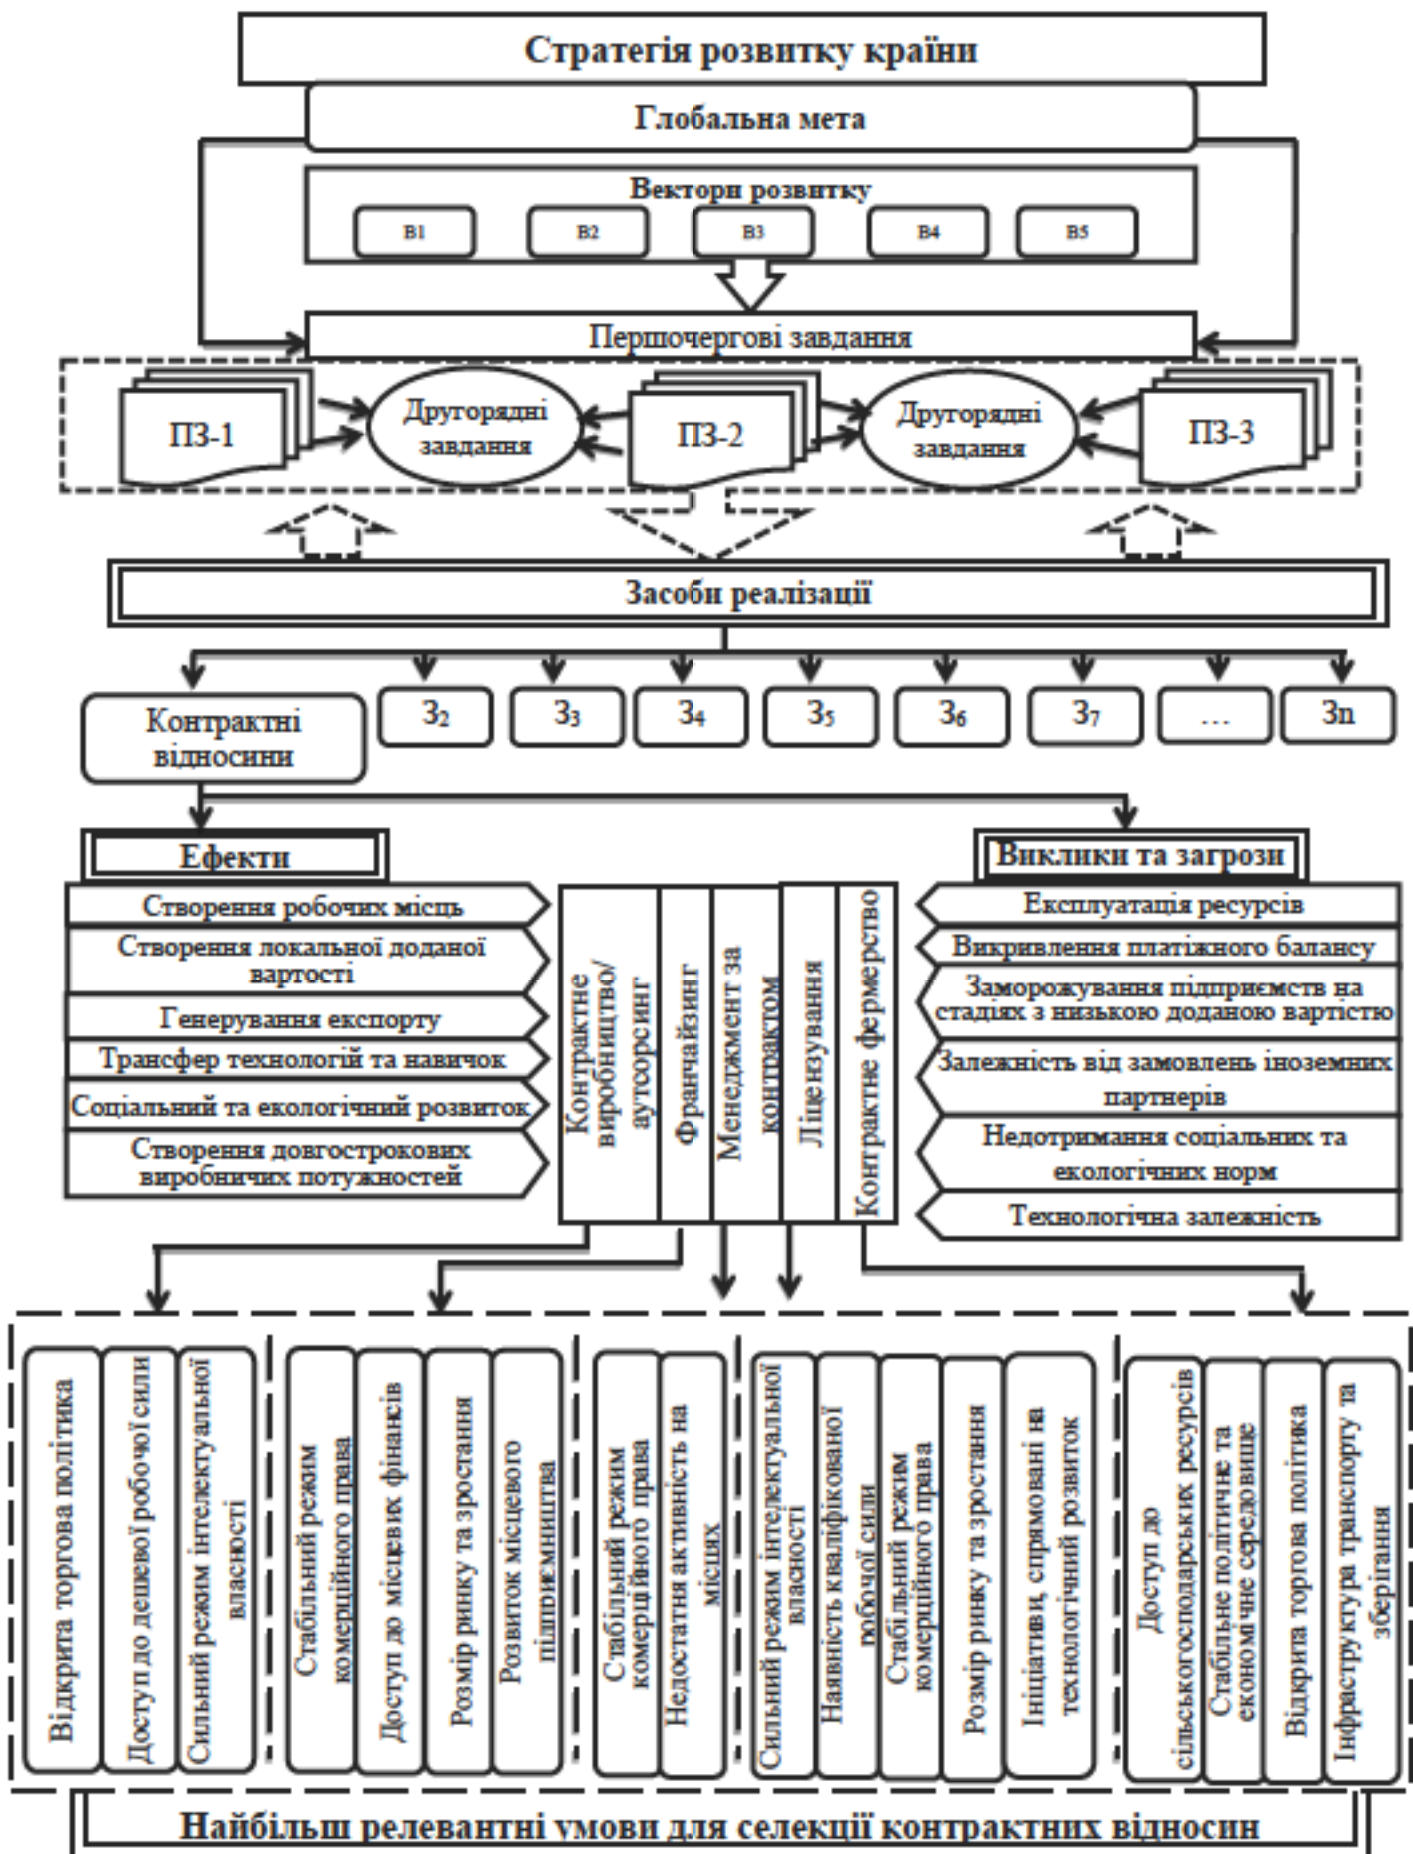 Стратегія розвитку країни
Глобальна мета
Вектори розвитку
В1
В2
В3
В4
В5
Першочергові завдання
ПЗ-1
Другорядні
завдання
ПЗ-2
Другорядні
завдання
ПЗ-3
Засоби реалізації
Контрактні
відносини
З2
З3
З4
З5
З6
З7
…
Зn
Ефекти
Створення робочих місць
Створення локальної доданої
вартості
Генерування експорту
Трансфер технологій та навичок
Соціальний та екологічний розвиток
Створення довгострокових
виробничих потужностей
Контрактне
виробництво/
аутсорсинг
Франчайзинг
Менеджмент за
контрактом
Ліцензування
Контрактне фермерство
Виклики та загрози
Експлуатація ресурсів
Викривлення платіжного балансу
Заморожування підприємств на
стадіях з низькою доданою вартістю
Залежність від замовлень іноземних
партнерів
Недотримання соціальних та
екологічних норм
Технологічна залежність
Відкрита торгова політика
Доступ до дешевої робочої сили
Сильний режим інтелектуальної
власності
Стабільний режим
комерційного права
Доступ до місцевих фінансів
Розмір ринку та зростання
Розвиток місцевого
підприємництва
Стабільний режим
комерційного права
Недостатня активність на
місцях
Сильний режим інтелектуальної
власності
Наявність кваліфікованої
робочої сили
Стабільний режим
комерційного права
Розмір ринку та зростання
Ініціативи, спрямовані на
технологічний розвиток
Доступ до
сільськогосподарських ресурсів
Стабільне політичне та
економічне середовище
Відкрита торгова політика
Інфраструктура транспорту та
зберігання
Найбільш релевантні умови для селекції контрактних відносин